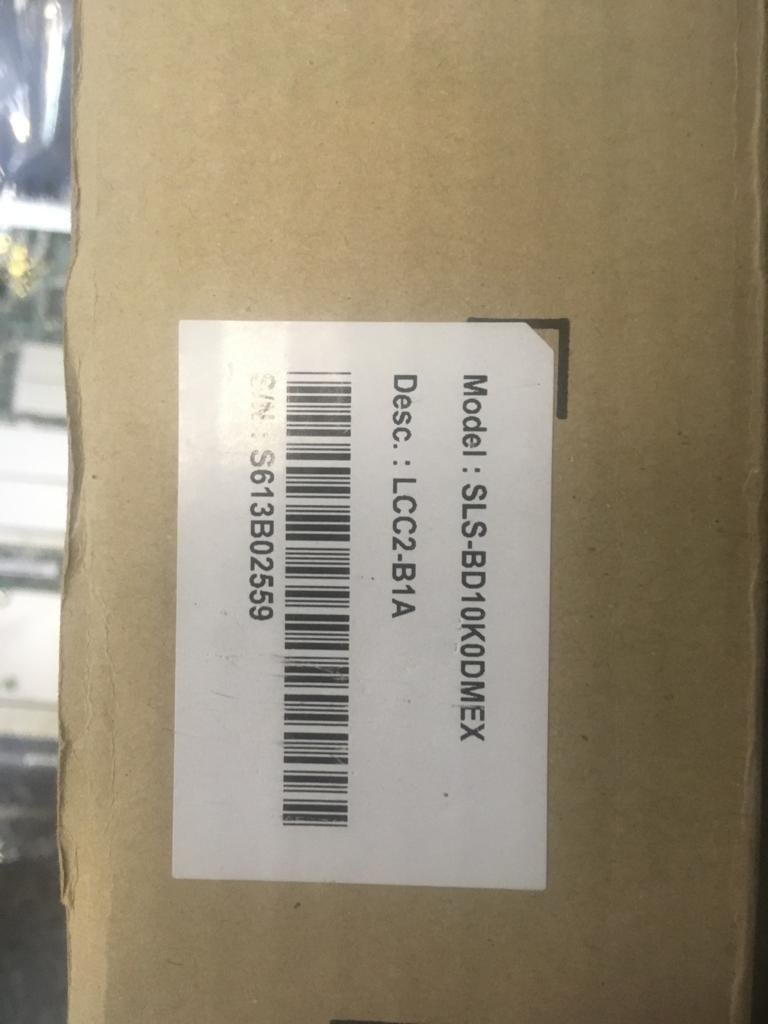 Model : SLS-BD10K0DMEX
Desc. : LCC2-B1A
S/N : S613B02559